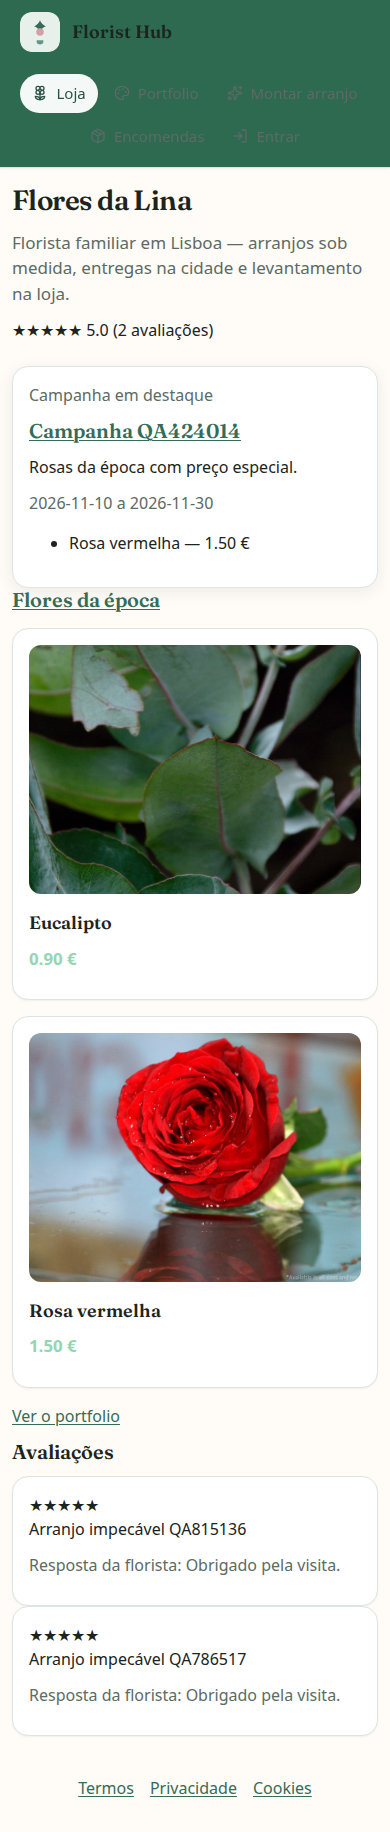 Florist Hub
Loja
Portfolio
Montar arranjo
Encomendas
Entrar
Flores da Lina
Florista familiar em Lisboa — arranjos sob
medida, entregas na cidade e levantamento
na loja.
★★★★★ 5.0 (2 avaliações)
Campanha em destaque
Campanha QA424014
Rosas da época com preço especial.
2026-11-10 a 2026-11-30
• Rosa vermelha — 1.50 €
Flores da época
Eucalipto
0.90 €
Rosa vermelha
1.50 €
Ver o portfolio
Avaliações
★★★★★
Arranjo impecável QA815136
Resposta da florista: Obrigado pela visita.
★★★★★
Arranjo impecável QA786517
Resposta da florista: Obrigado pela visita.
Termos
Privacidade
Cookies